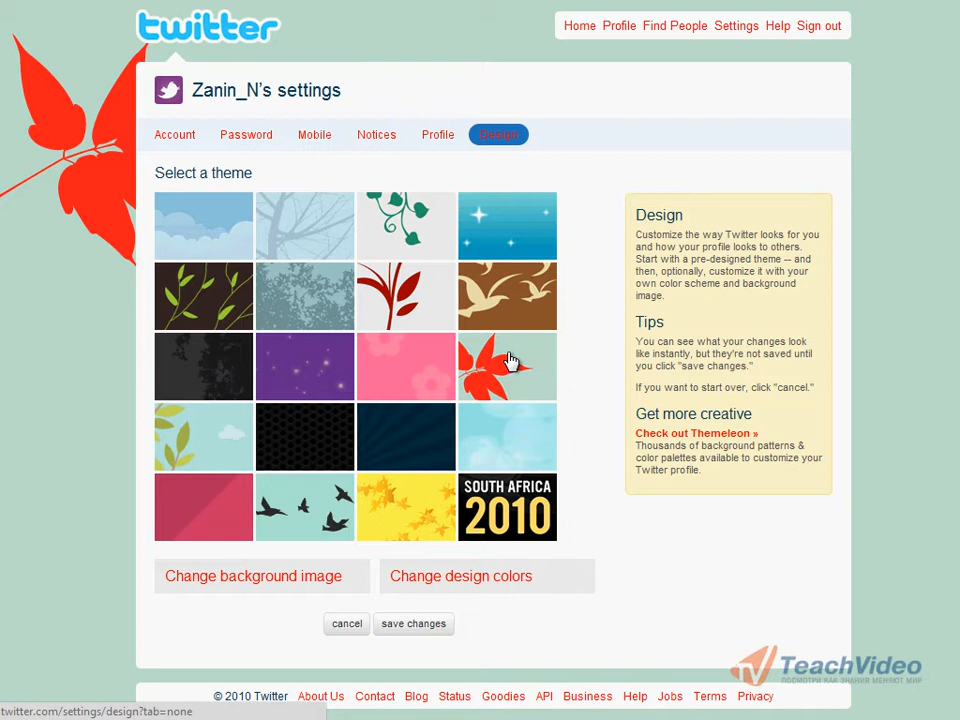 twitter
Home Profile Find People Settings Help Sign out
Zanin_N's settings
Account Password Mobile Notices Profile Design
Select a theme
SOUTH AFRICA
2010
Design
Customize the way Twitter looks for you
and how your profile looks to others.
Start with a pre-designed theme -- and
then, optionally, customize it with your
own color scheme and background
image.
Tips
You can see what your changes look
like instantly, but they're not saved until
you click "save changes."
If you want to start over, click "cancel."
Get more creative
Check out Themeleon »
Thousands of background patterns &
color palettes available to customize your
Twitter profile.
Change background image
Change design colors
cancel save changes
TeachVideo
ПОСМОТРИ КАК ЗНАНИЯ МЕНЯЮТ МИР
© 2010 Twitter About Us Contact Blog Status Goodies API Business Help Jobs Terms Privacy
twitter.com/settings/design?tab=none